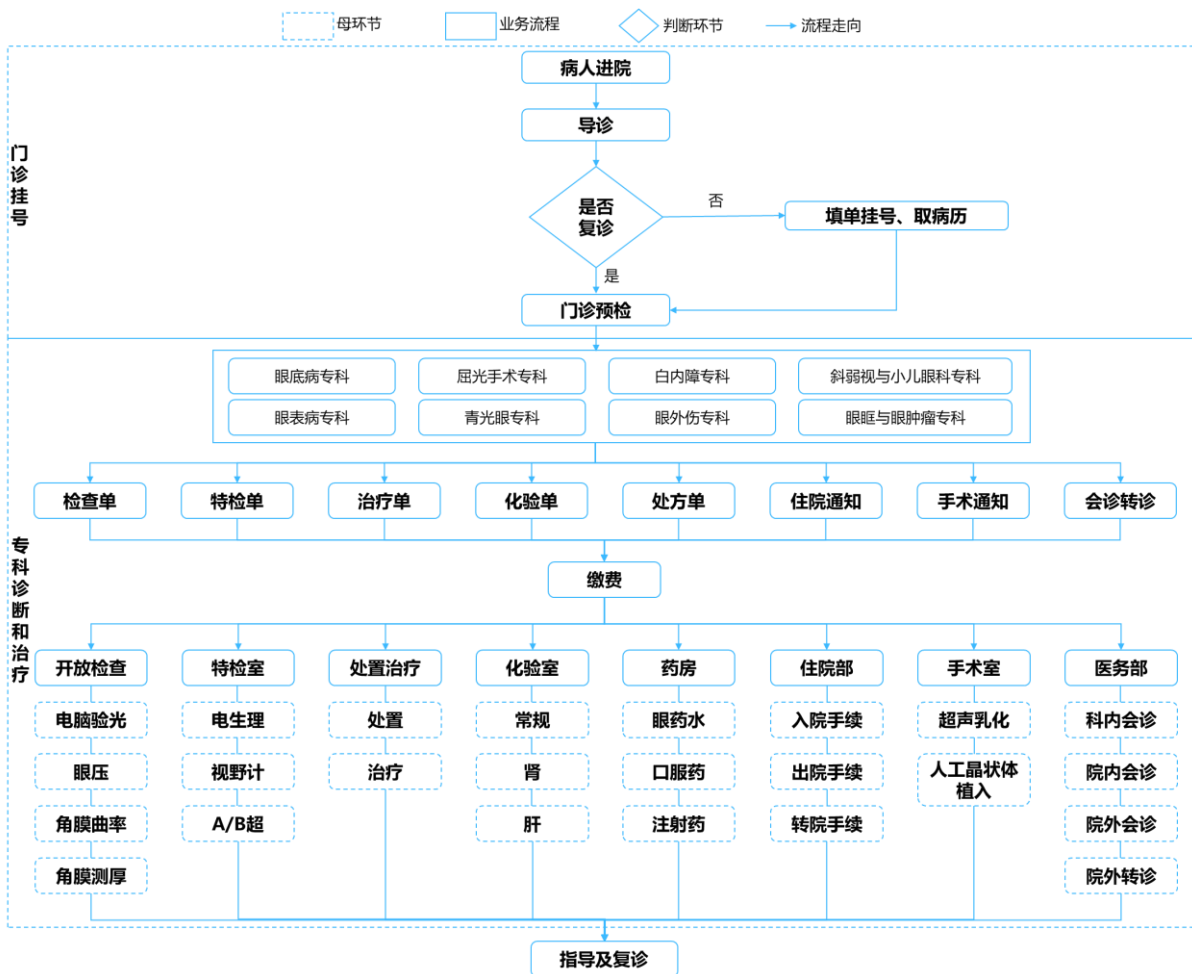 母环节
业务流程
判断环节
流程走向
门诊挂号
病人进院
导诊
是否
复诊
否
填单挂号、取病历
是
门诊预检
专科诊断和治疗
眼底病专科
屈光手术专科
白内障专科
斜弱视与小儿眼科专科
眼表病专科
青光眼专科
眼外伤专科
眼眶与眼肿瘤专科
检查单
特检单
治疗单
化验单
处方单
住院通知
手术通知
会诊转诊
缴费
开放检查
特检室
处置治疗
化验室
药房
住院部
手术室
医务部
电脑验光
电生理
处置
常规
眼药水
入院手续
超声乳化
科内会诊
眼压
视野计
治疗
肾
口服药
出院手续
人工晶状体
植入
院内会诊
角膜曲率
A/B超
肝
注射药
转院手续
院外会诊
角膜测厚
院外转诊
指导及复诊